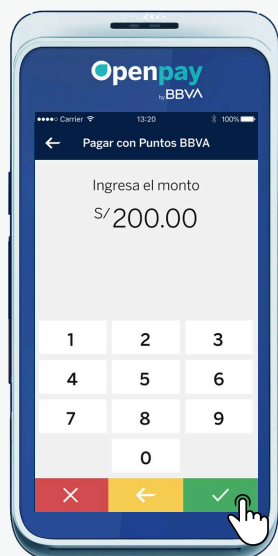 Openpay
by BBVA
Carrier 13:20 100%
Pagar con Puntos BBVA
Ingresa el monto
S/ 200.00
1 2 3
4 5 6
7 8 9
0